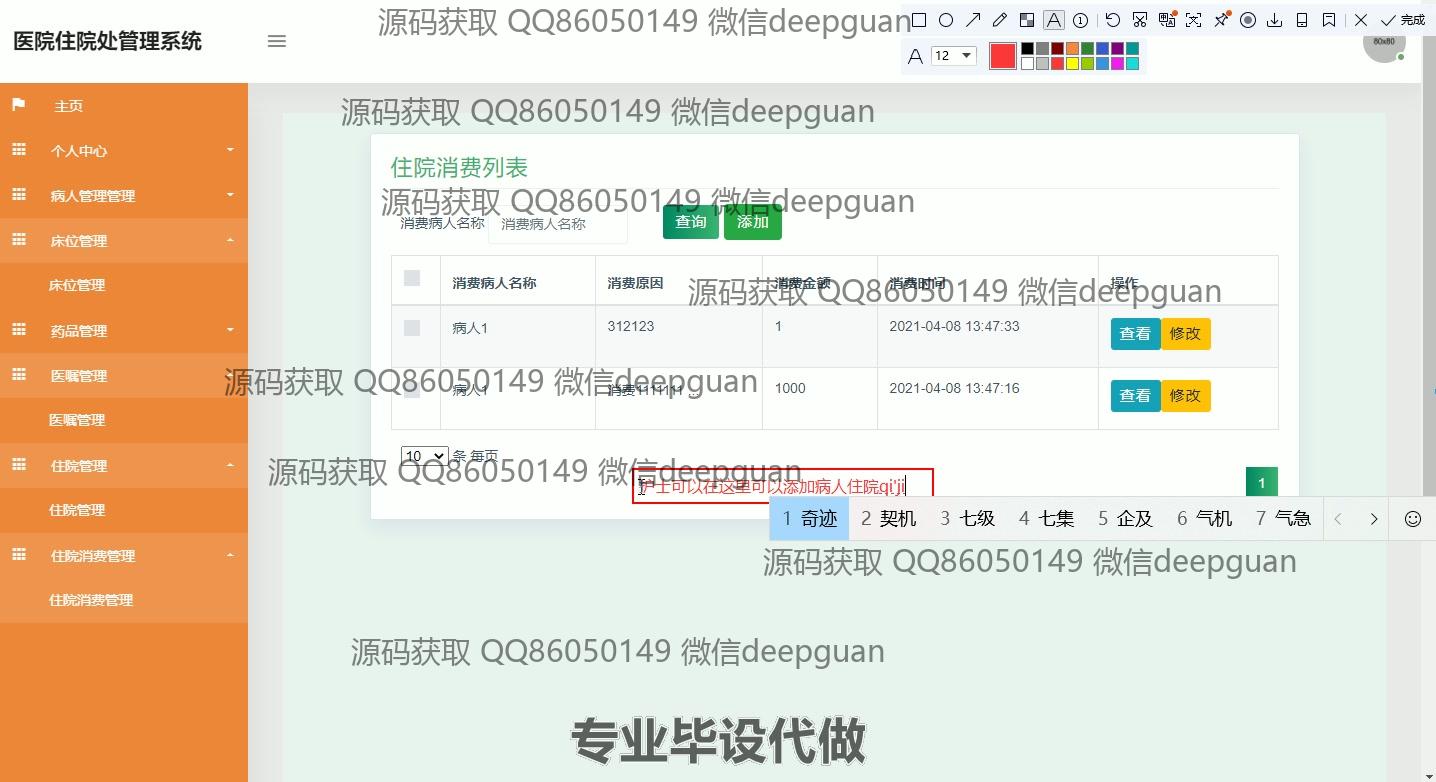 源码获取 QQ86050149 微信deepguan
完成
医院住院处管理系统
60x60
12
主页
源码获取 QQ86050149 微信deepguan
个人中心
住院消费列表
病人管理管理
源码获取 QQ86050149 微信deepguan
消费病人名称
消费病人名称
查询
添加
床位管理
床位管理
消费病人名称 消费原因 消费金额 消费时间 操作
源码获取 QQ86050149 微信deepguan
药品管理
病人1 312123 1 2021-04-08 13:47:33 查看 修改
医嘱管理
源码获取 QQ86050149 微信deepguan
病人1 消费1111111 ... 1000 2021-04-08 13:47:16 查看 修改
医嘱管理
10 条 每页
住院管理
源码获取 QQ86050149 微信deepguan
护士可以在这里可以添加病人住院qi'ji
1
住院管理
1 奇迹 2 契机 3 七级 4 七集 5 企及 6 气机 7 气急
住院消费管理
源码获取 QQ86050149 微信deepguan
住院消费管理
源码获取 QQ86050149 微信deepguan
专业毕设代做